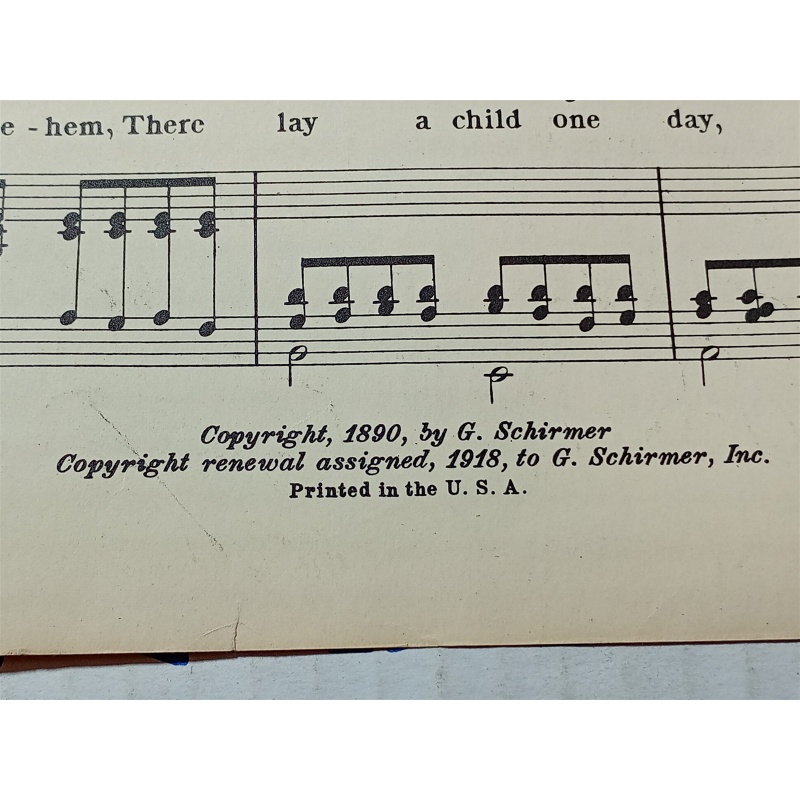 e - hem, There lay a child one day,
Copyright, 1890, by G. Schirmer
Copyright renewal assigned, 1918, to G. Schirmer, Inc.
Printed in the U. S. A.